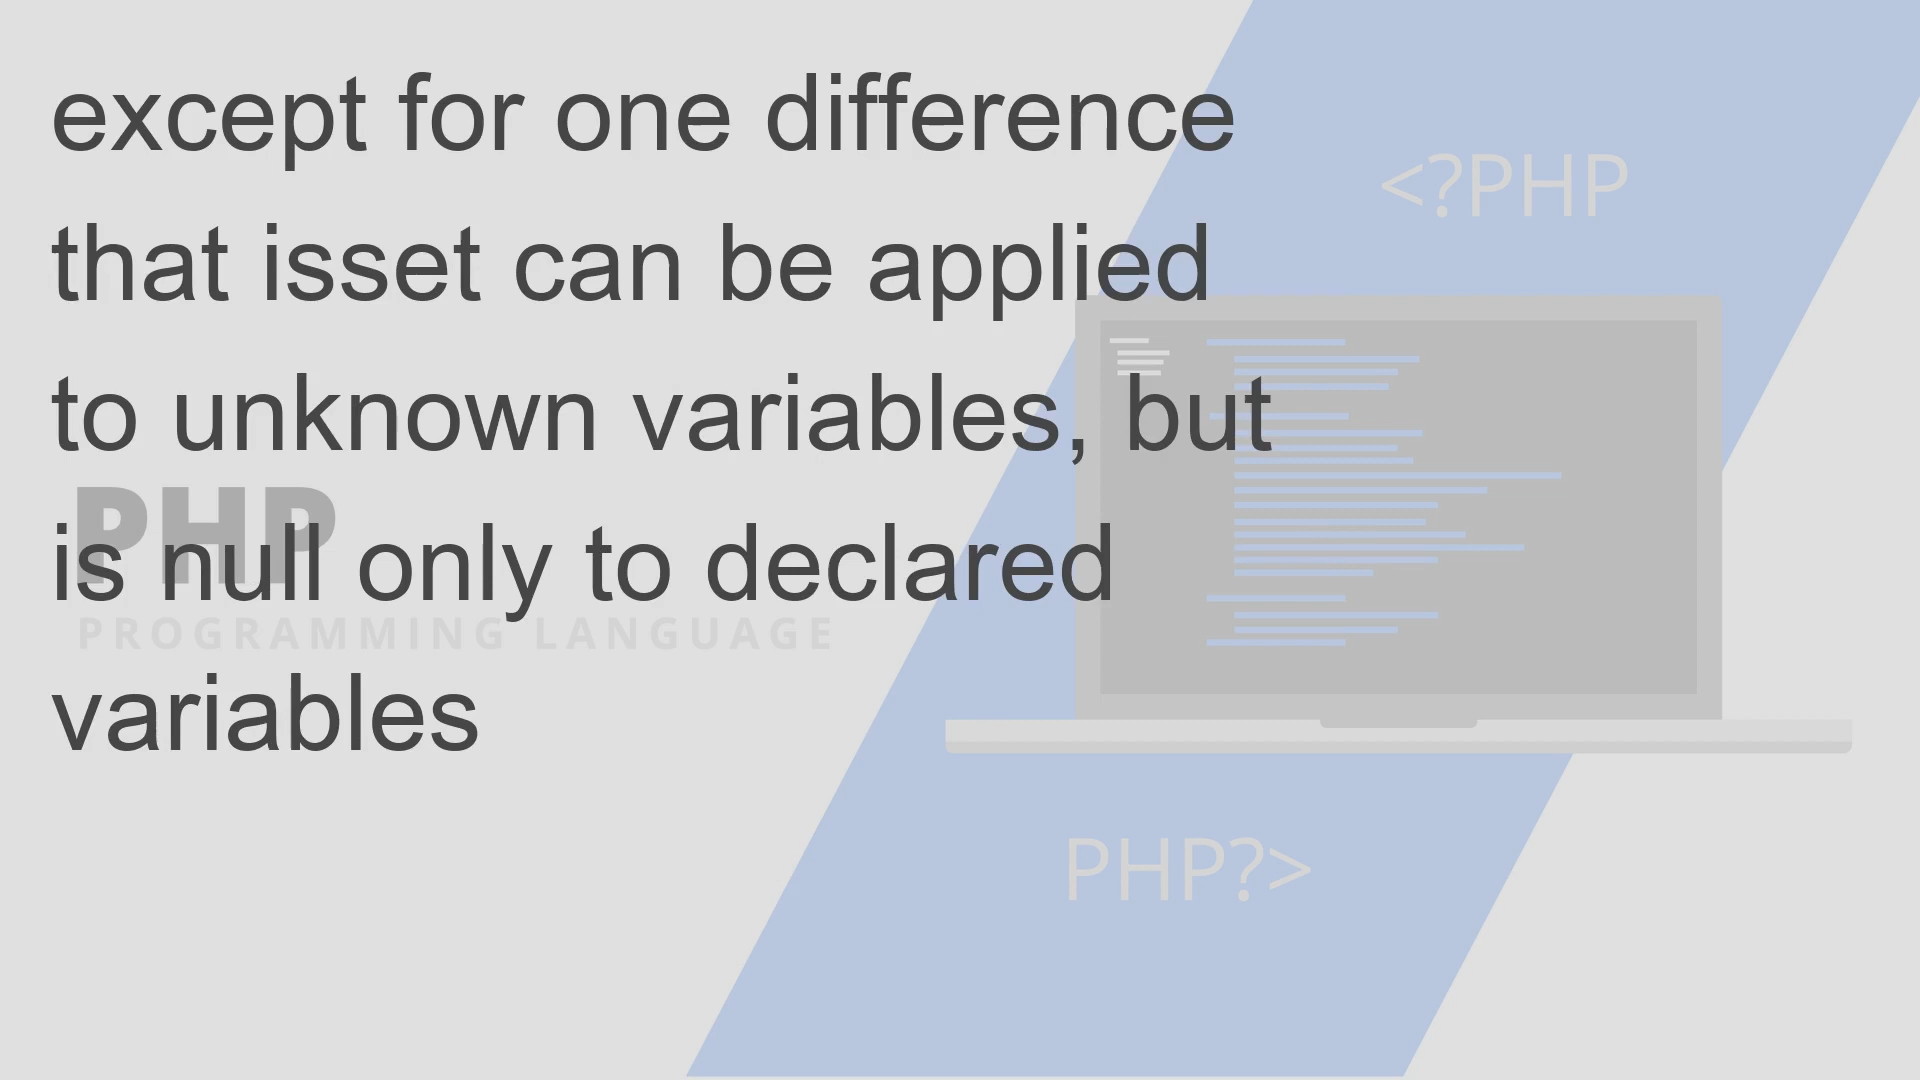 except for one difference
that isset can be applied
to unknown variables, but
is null only to declared
variables
PHP
PROGRAMMING LANGUAGE
<?PHP
PHP?>